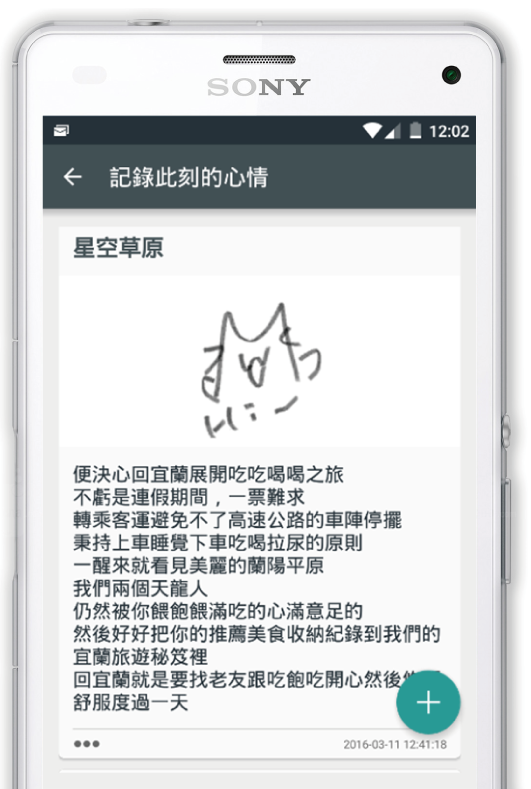 SONY
12:02
記錄此刻的心情
星空草原
Hi~
便決心回宜蘭展開吃吃喝喝之旅
不虧是連假期間，一票難求
轉乘客運避免不了高速公路的車陣停擺
秉持上車睡覺下車吃喝拉尿的原則
一醒來就看見美麗的蘭陽平原
我們兩個天龍人
仍然被你餵飽餵滿吃的心滿意足的
然後好好把你的推薦美食收納紀錄到我們的
宜蘭旅遊秘笈裡
回宜蘭就是要找老友跟吃飽吃開心然後
舒服度過一天
2016-03-11 12:41:18